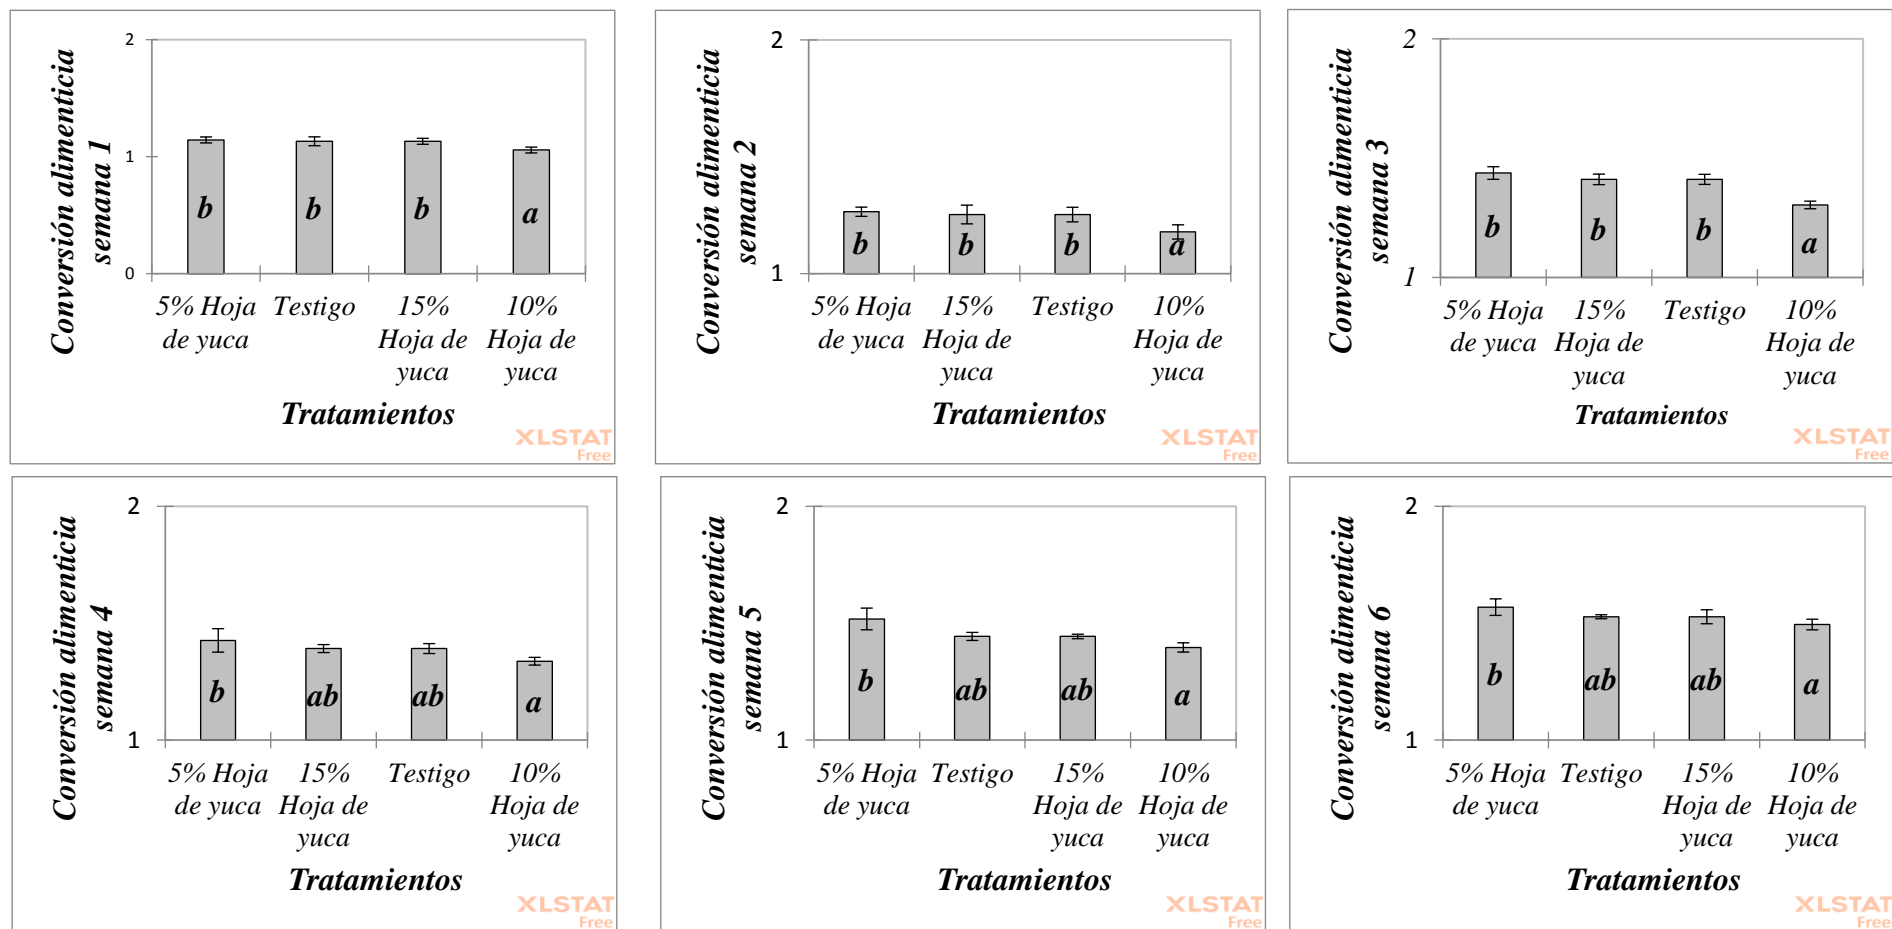 Conversión alimenticia
semana 1
2
1
0
b
b
b
a
5% Hoja
de yuca
Testigo
15%
Hoja de
yuca
10%
Hoja de
yuca
Tratamientos
XLSTAT
Free
Conversión alimenticia
semana 2
2
1
b
b
b
a
5% Hoja
de yuca
15%
Hoja de
yuca
Testigo
10%
Hoja de
yuca
Tratamientos
XLSTAT
Free
Conversión alimenticia
semana 3
2
1
b
b
b
a
5% Hoja
de yuca
15%
Hoja de
yuca
Testigo
10%
Hoja de
yuca
Tratamientos
XLSTAT
Free
Conversión alimenticia
semana 4
2
1
b
ab
ab
a
5% Hoja
de yuca
15%
Hoja de
yuca
Testigo
10%
Hoja de
yuca
Tratamientos
XLSTAT
Free
Conversión alimenticia
semana 5
2
1
b
ab
ab
a
5% Hoja
de yuca
Testigo
15%
Hoja de
yuca
10%
Hoja de
yuca
Tratamientos
XLSTAT
Free
Conversión alimenticia
semana 6
2
1
b
ab
ab
a
5% Hoja
de yuca
Testigo
15%
Hoja de
yuca
10%
Hoja de
yuca
Tratamientos
XLSTAT
Free